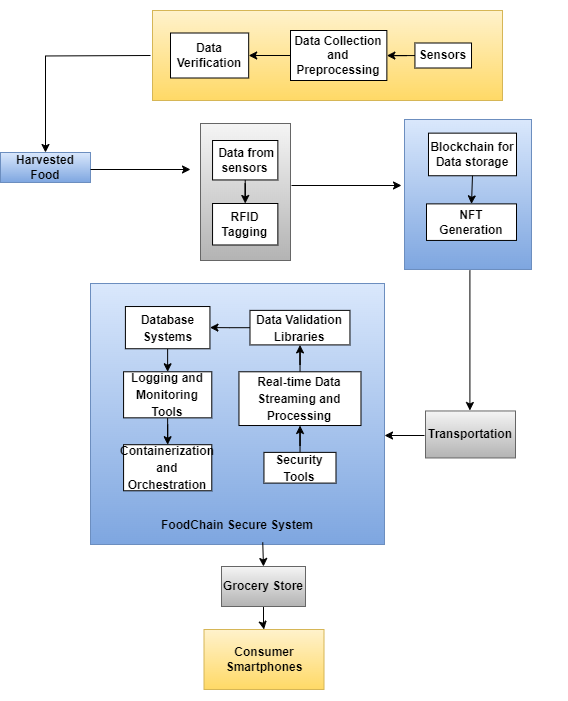 Data
Verification
Data Collection
and
Preprocessing
Sensors
Harvested
Food
Data from
sensors
RFID
Tagging
Blockchain for
Data storage
NFT
Generation
Database
Systems
Data Validation
Libraries
Logging and
Monitoring
Tools
Real-time Data
Streaming and
Processing
Containerization
and
Orchestration
Security
Tools
FoodChain Secure System
Transportation
Grocery Store
Consumer
Smartphones